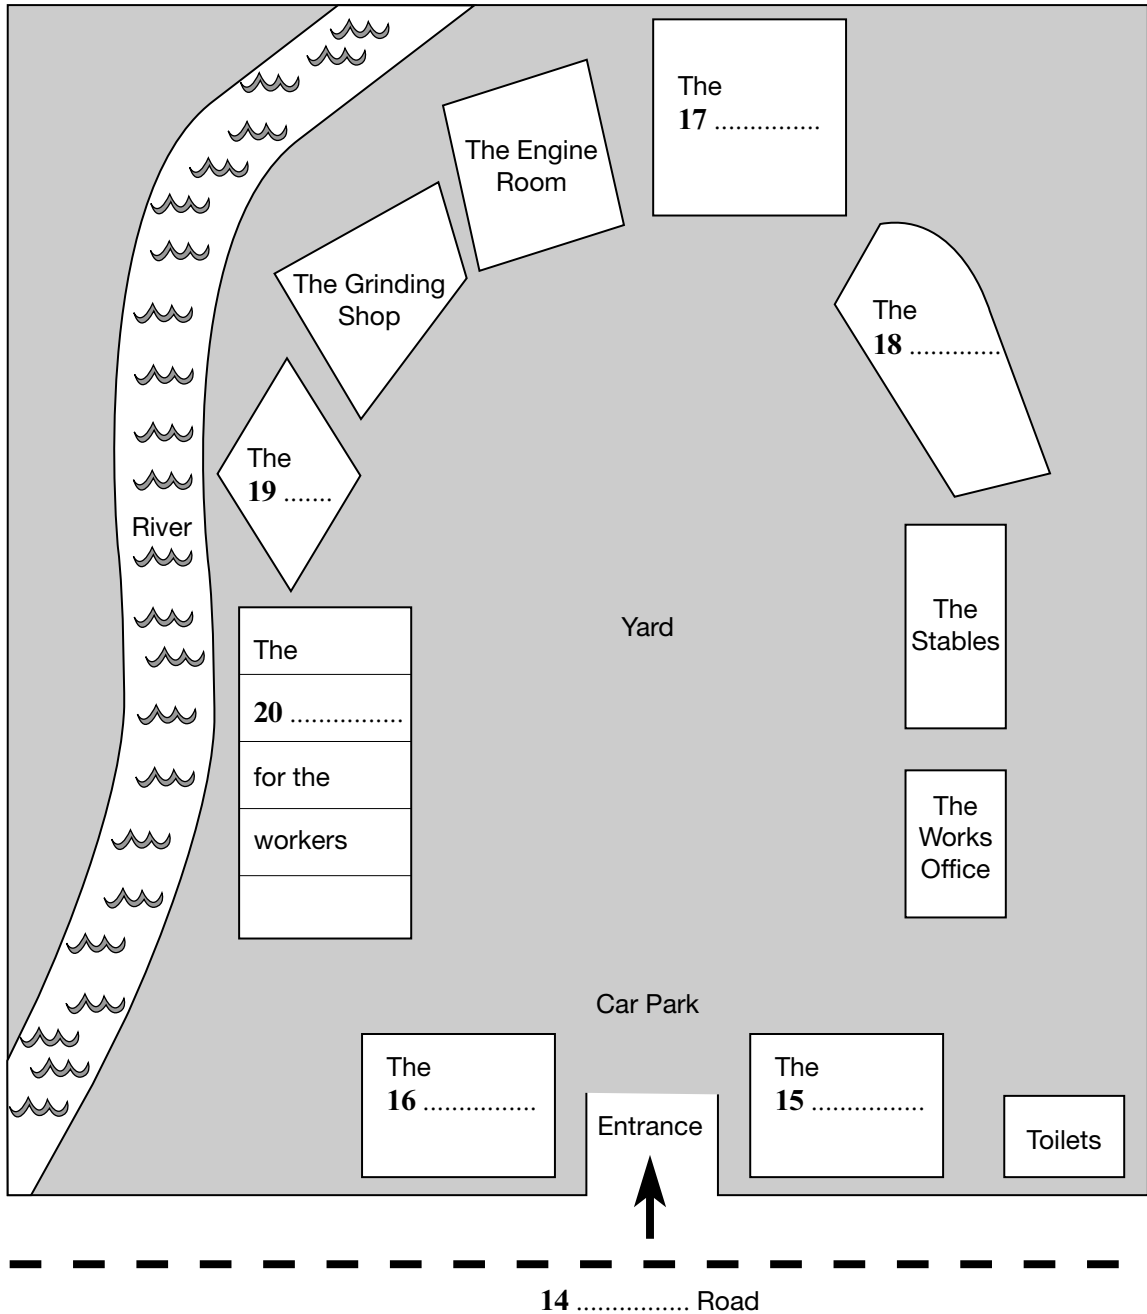 The
17 ...............
The Engine
Room
The Grinding
Shop
The
18 .............
The
19 .......
River
Yard
The
Stables
The
20 ................
for the
workers
The
Works
Office
Car Park
The
16 ................
The
15 ................
Entrance
Toilets
14 ................ Road